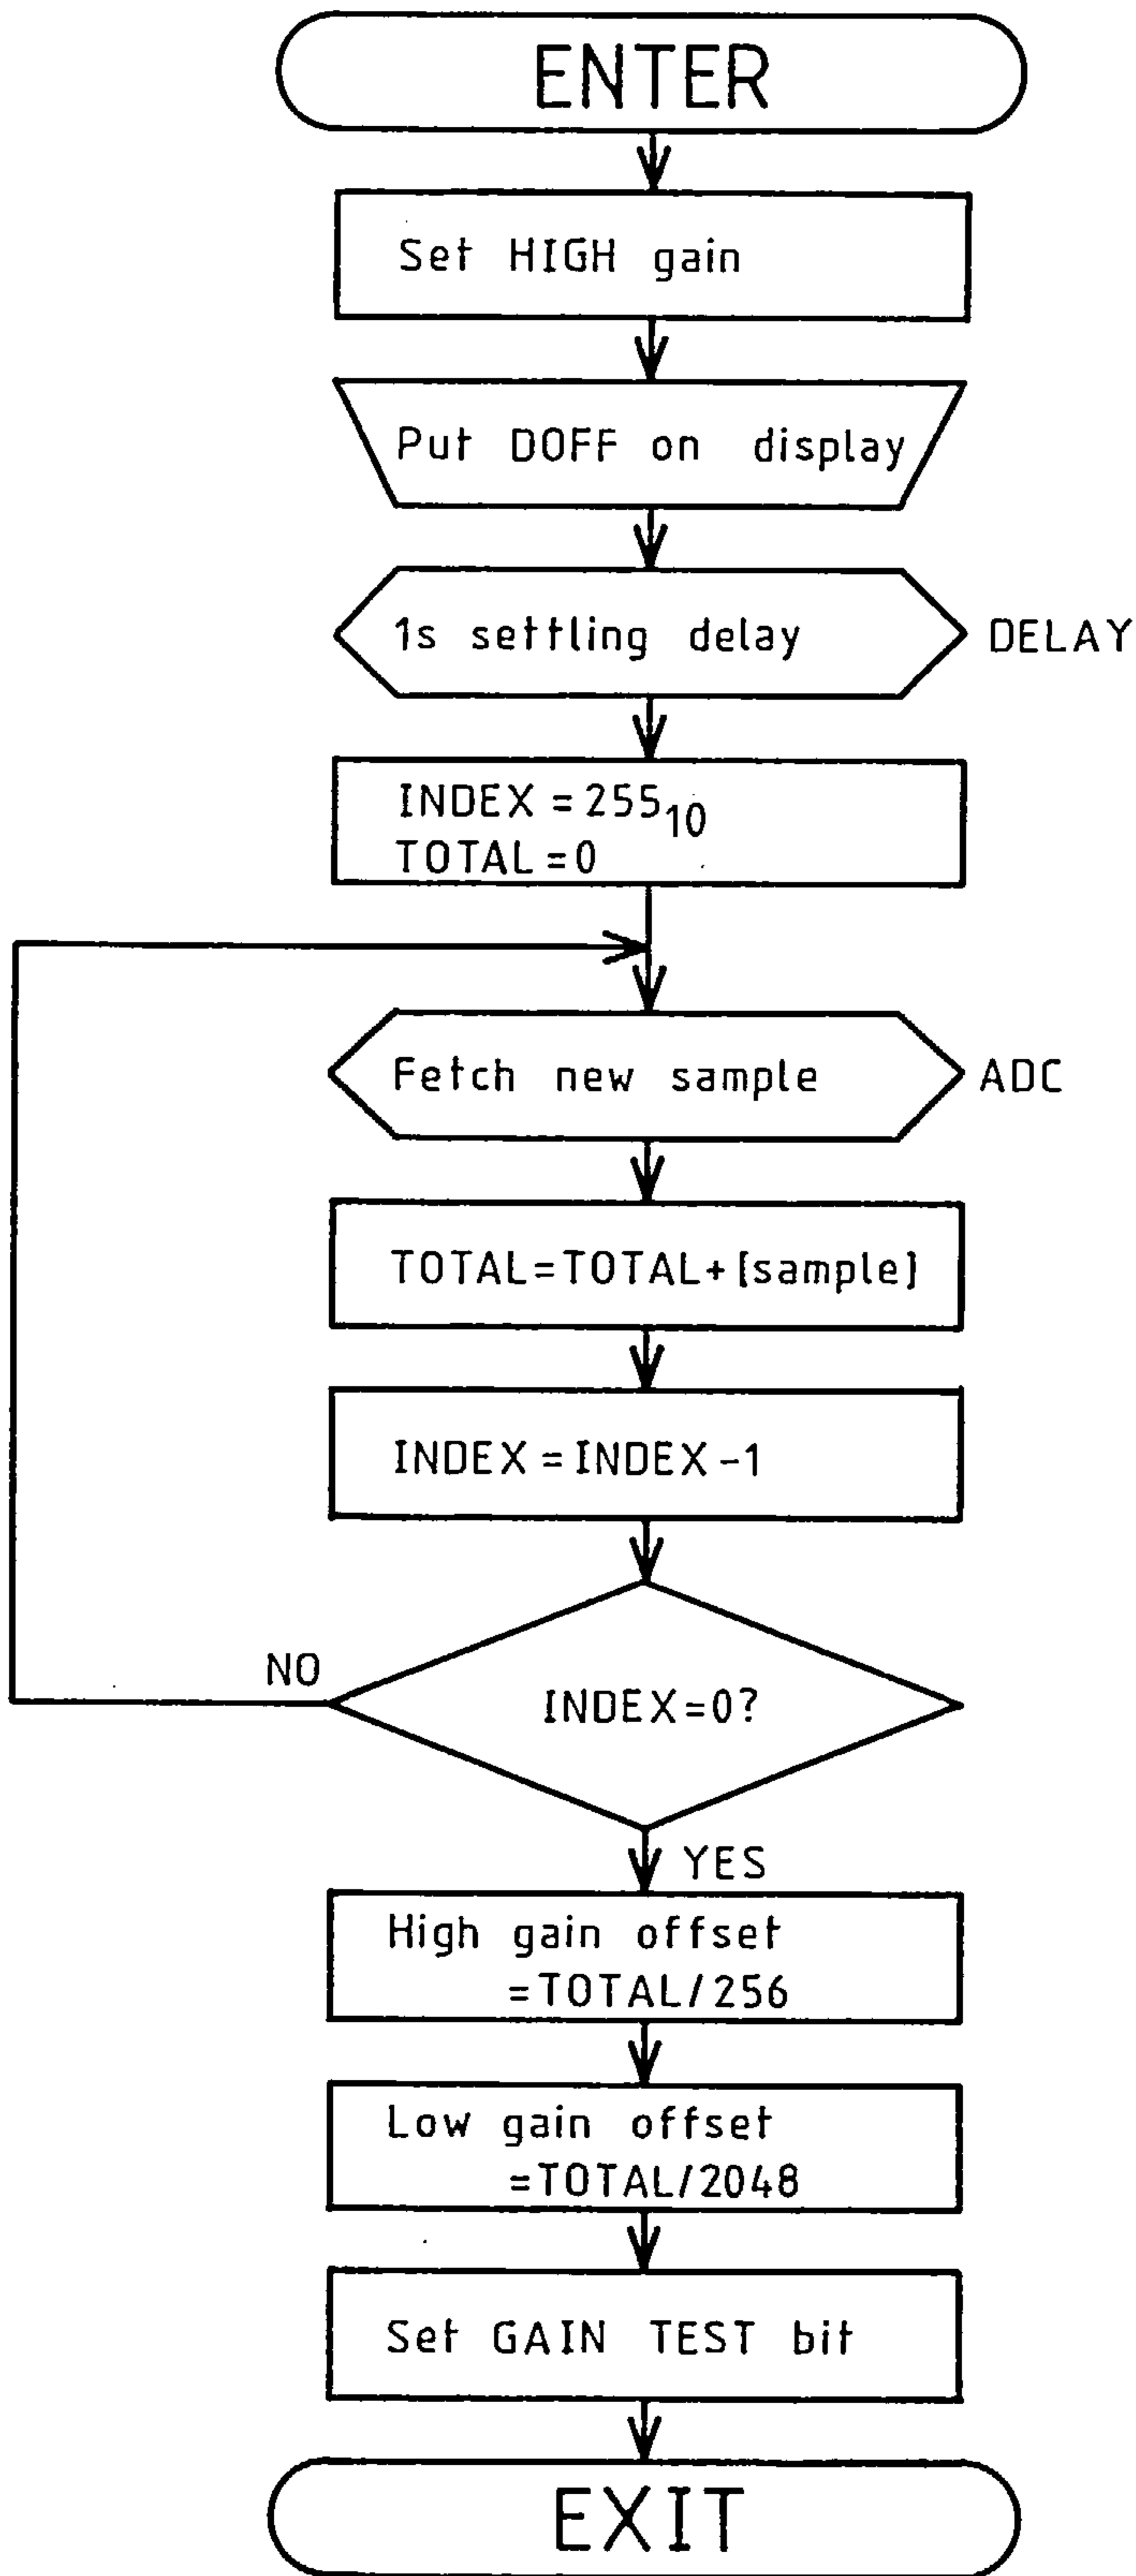 ENTER
Set HIGH gain
Put DOFF on display
1s settling delay
DELAY
INDEX = 255₁₀
TOTAL = 0
Fetch new sample
ADC
TOTAL=TOTAL+[sample]
INDEX = INDEX -1
NO
INDEX=0?
YES
High gain offset
=TOTAL/256
Low gain offset
=TOTAL/2048
Set GAIN TEST bit
EXIT